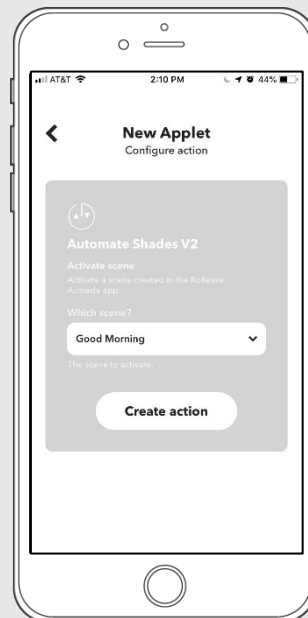 AT&T 2:10 PM 44%
New Applet
Configure action
Automate Shades V2
Activate scene
Activate a scene created in the Rollease
Acmeda app
Which scene?
Good Morning
The scene to activate.
Create action